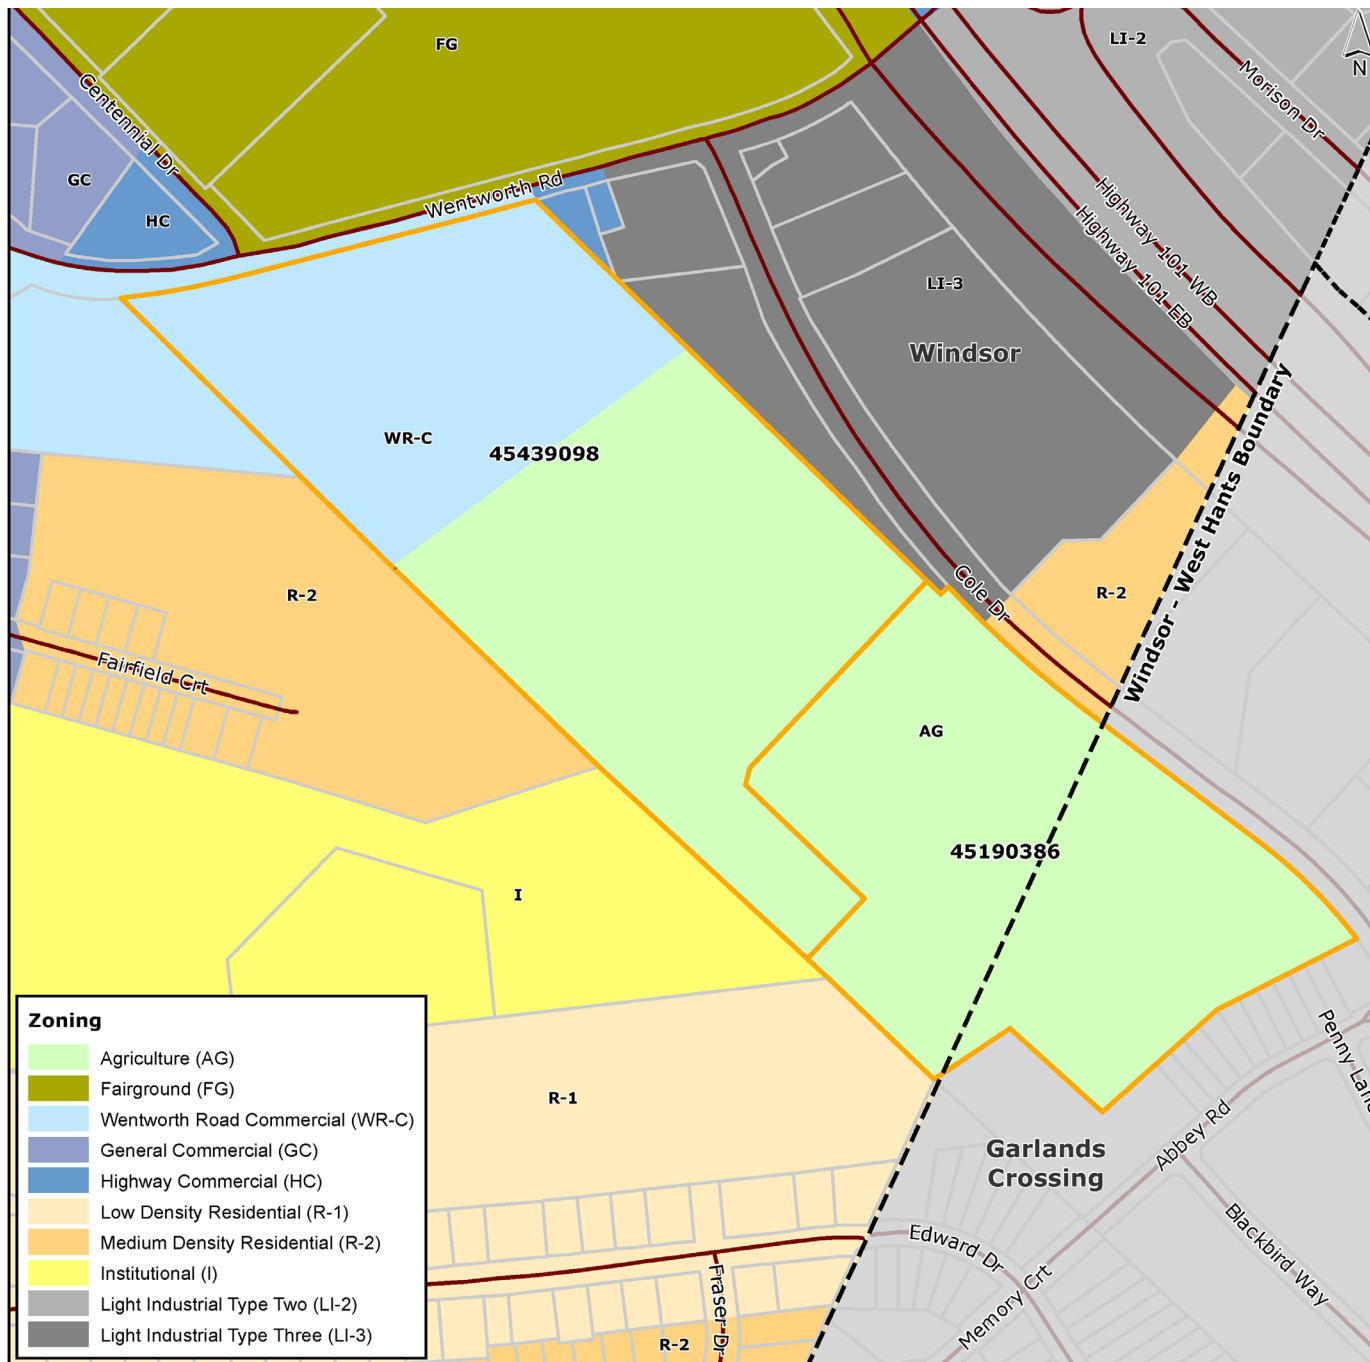 FG
LI-2
N
Morison Dr
Centennial Dr
GC
HC
Wentworth Rd
Highway 101 WB
Highway 101 EB
LI-3
Windsor
WR-C
45439098
Windsor - West Hants Boundary
R-2
Cole Dr
R-2
Fairfield Crt
AG
45190386
I
Penny Lane
R-1
Garlands
Crossing
Abbey Rd
Blackbird Way
Edward Dr
Memory Crt
Fraser Dr
R-2
Zoning
Agriculture (AG)
Fairground (FG)
Wentworth Road Commercial (WR-C)
General Commercial (GC)
Highway Commercial (HC)
Low Density Residential (R-1)
Medium Density Residential (R-2)
Institutional (I)
Light Industrial Type Two (LI-2)
Light Industrial Type Three (LI-3)